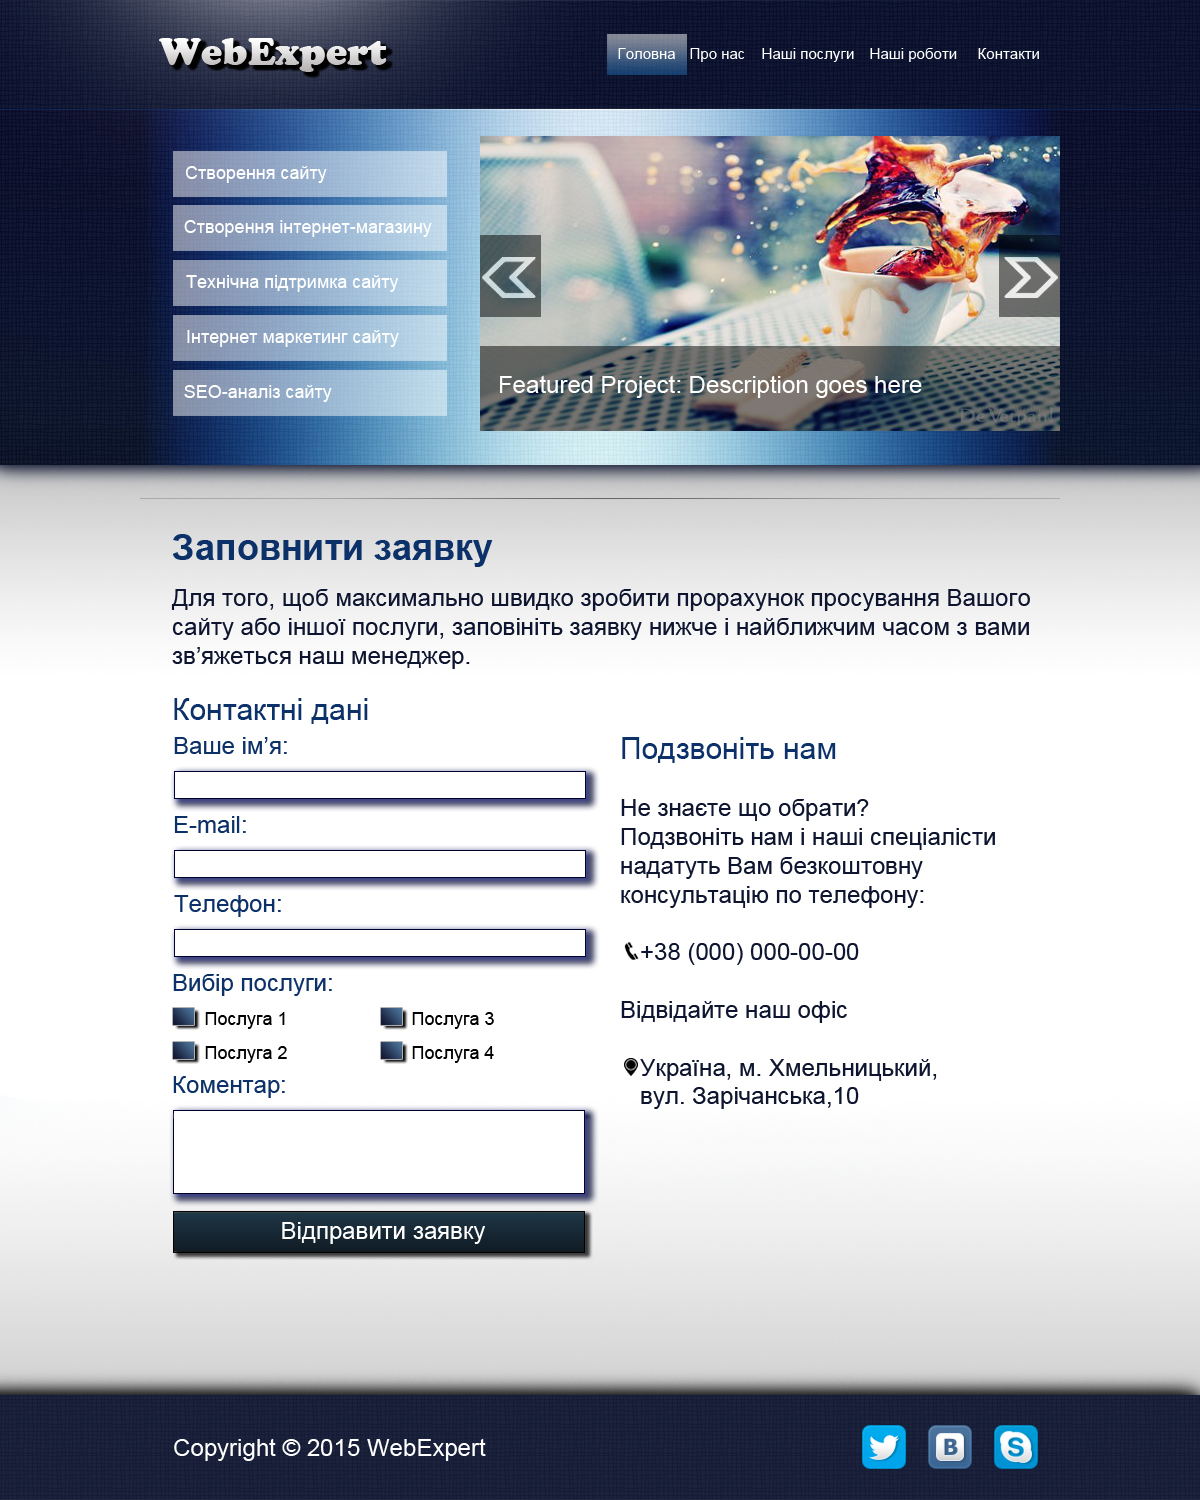 WebExpert
Головна Про нас Наші послуги Наші роботи Контакти
Створення сайту
Створення інтернет-магазину
Технічна підтримка сайту
Інтернет маркетинг сайту
SEO-аналіз сайту
Featured Project: Description goes here
Заповнити заявку
Для того, щоб максимально швидко зробити прорахунок просування Вашого
сайту або іншої послуги, заповініть заявку нижче і найближчим часом з вами
зв’яжеться наш менеджер.
Контактні дані
Ваше ім’я:
E-mail:
Телефон:
Вибір послуги:
Послуга 1
Послуга 3
Послуга 2
Послуга 4
Коментар:
Відправити заявку
Подзвоніть нам
Не знаєте що обрати?
Подзвоніть нам і наші спеціалісти
надатуть Вам безкоштовну
консультацію по телефону:
+38 (000) 000-00-00
Відвідайте наш офіс
Україна, м. Хмельницький,
вул. Зарічанська,10
Copyright © 2015 WebExpert